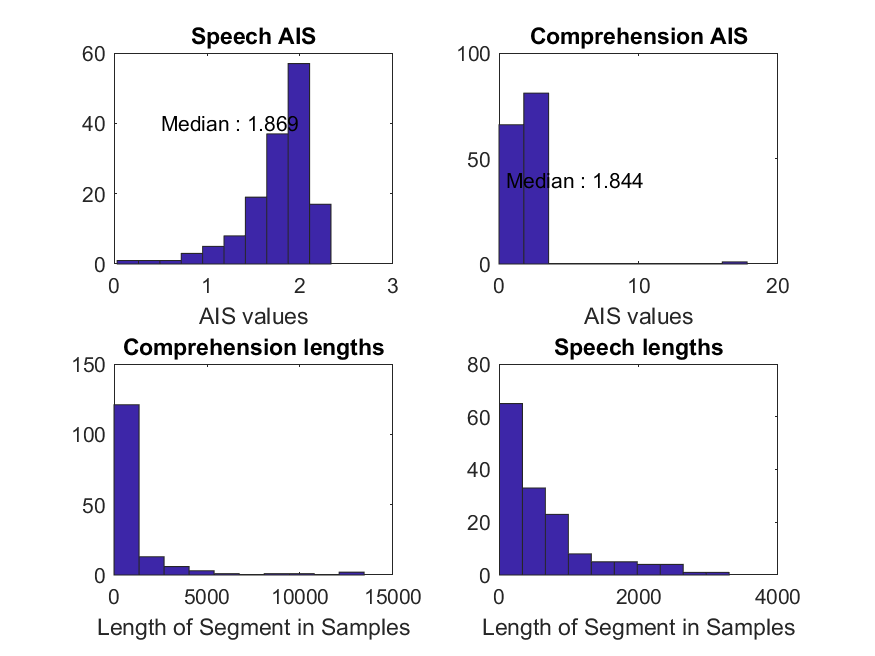 Speech AIS
60
40
20
0
Median : 1.869
0 1 2 3
AIS values
Comprehension AIS
100
50
0
Median : 1.844
0 10 20
AIS values
Comprehension lengths
150
100
50
0
0 5000 10000 15000
Length of Segment in Samples
Speech lengths
80
60
40
20
0
0 2000 4000
Length of Segment in Samples